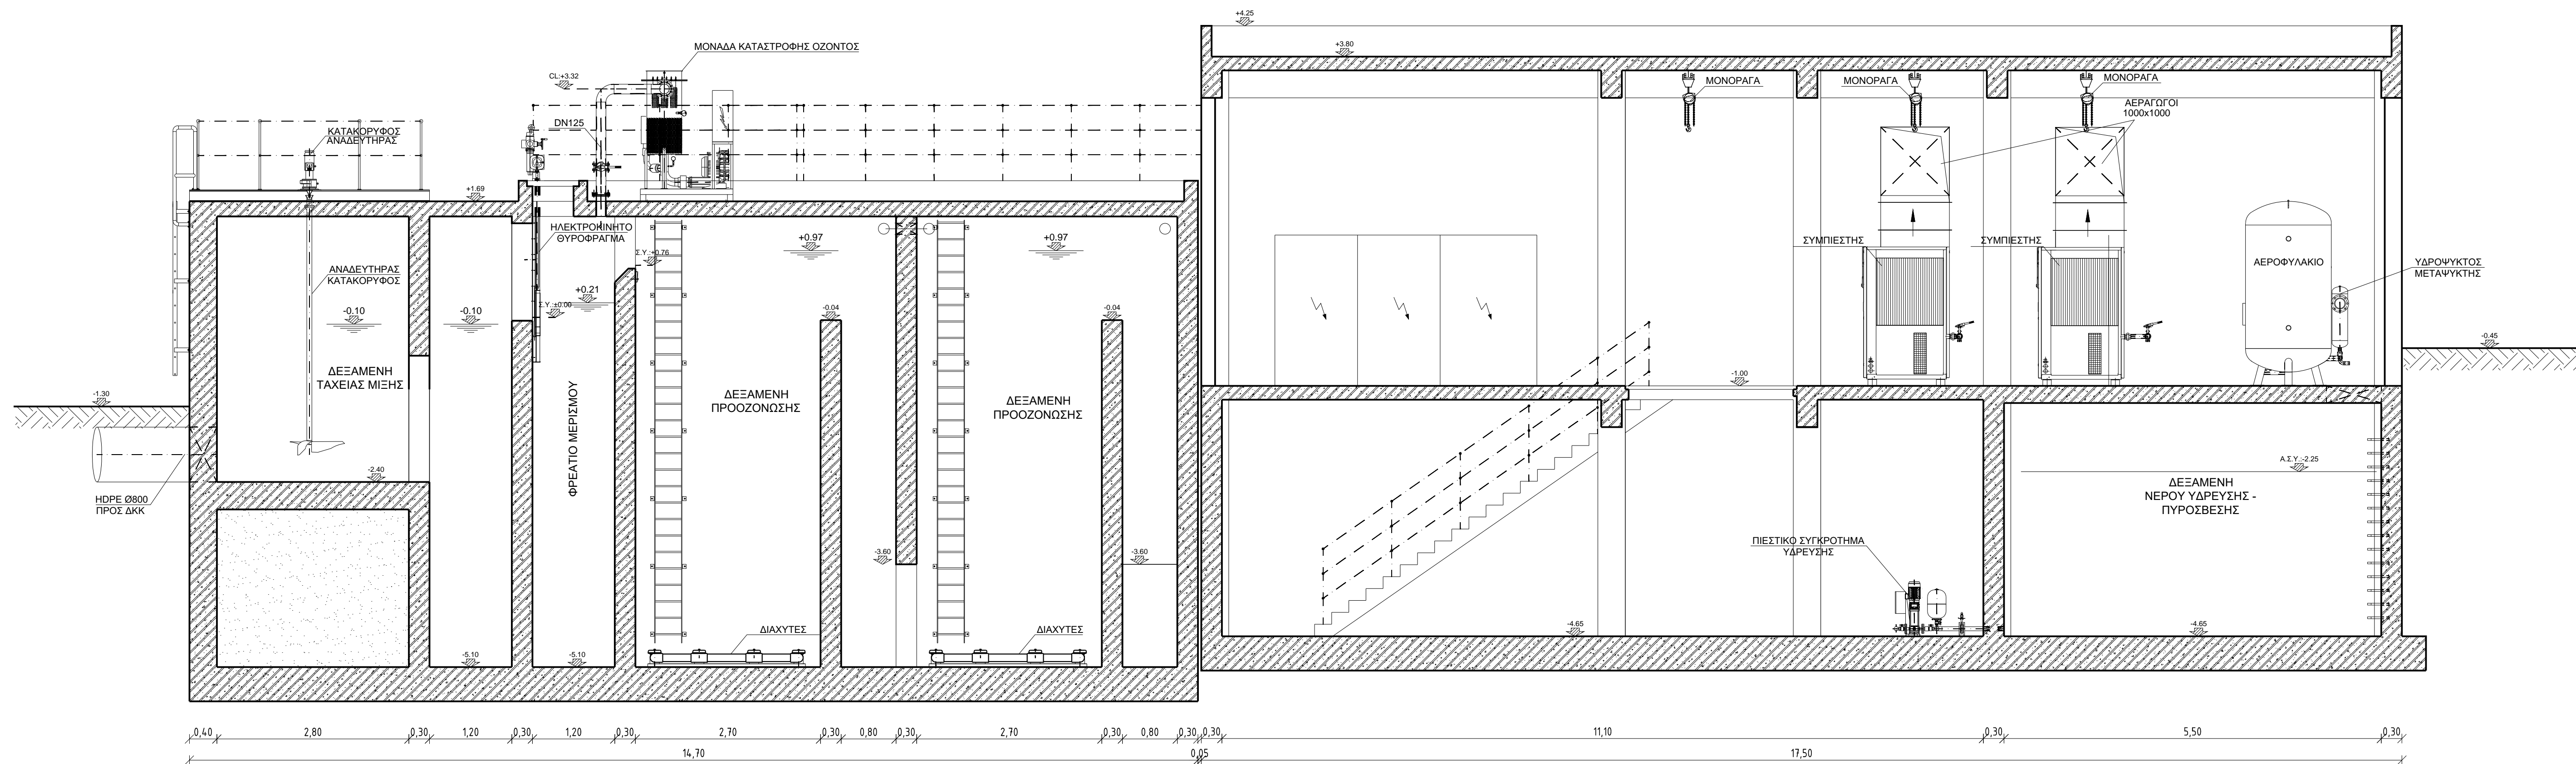 +4.25
+3.80
ΜΟΝΑΔΑ ΚΑΤΑΣΤΡΟΦΗΣ ΟΖΟΝΤΟΣ
CL:+3.32
DN125
ΚΑΤΑΚΟΡΥΦΟΣ
ΑΝΑΔΕΥΤΗΡΑΣ
ΜΟΝΟΡΑΓΑ
ΜΟΝΟΡΑΓΑ
ΜΟΝΟΡΑΓΑ
ΑΕΡΑΓΩΓΟΙ
1000x1000
+1.69
ΗΛΕΚΤΡΟΚΙΝΗΤΟ
ΘΥΡΟΦΡΑΓΜΑ
Σ.Υ.:+0.76
+0.97
+0.97
ΣΥΜΠΙΕΣΤΗΣ
ΣΥΜΠΙΕΣΤΗΣ
ΑΕΡΟΦΥΛΑΚΙΟ
ΥΔΡΟΨΥΚΤΟΣ
ΜΕΤΑΨΥΚΤΗΣ
ΑΝΑΔΕΥΤΗΡΑΣ
ΚΑΤΑΚΟΡΥΦΟΣ
+0.21
Σ.Υ.:±0.00
-0.10
-0.10
-0.04
-0.04
-0.45
ΔΕΞΑΜΕΝΗ
ΤΑΧΕΙΑΣ ΜΙΞΗΣ
-1.00
-1.30
ΦΡΕΑΤΙΟ ΜΕΡΙΣΜΟΥ
ΔΕΞΑΜΕΝΗ
ΠΡΟΟΖΟΝΩΣΗΣ
ΔΕΞΑΜΕΝΗ
ΠΡΟΟΖΟΝΩΣΗΣ
-2.40
Α.Σ.Υ.:-2.25
HDPE Ø800
ΠΡΟΣ ΔΚΚ
ΔΕΞΑΜΕΝΗ
ΝΕΡΟΥ ΥΔΡΕΥΣΗΣ -
ΠΥΡΟΣΒΕΣΗΣ
ΠΙΕΣΤΙΚΟ ΣΥΓΚΡΟΤΗΜΑ
ΥΔΡΕΥΣΗΣ
-3.60
-3.60
ΔΙΑΧΥΤΕΣ
ΔΙΑΧΥΤΕΣ
-4.65
-4.65
-5.10
-5.10
0,40 2,80 0,30 1,20 0,30 1,20 0,30 2,70 0,30 0,80 0,30 2,70 0,30 0,80 0,30 0,30 11,10 0,30 5,50 0,30
14,70 0,05 17,50